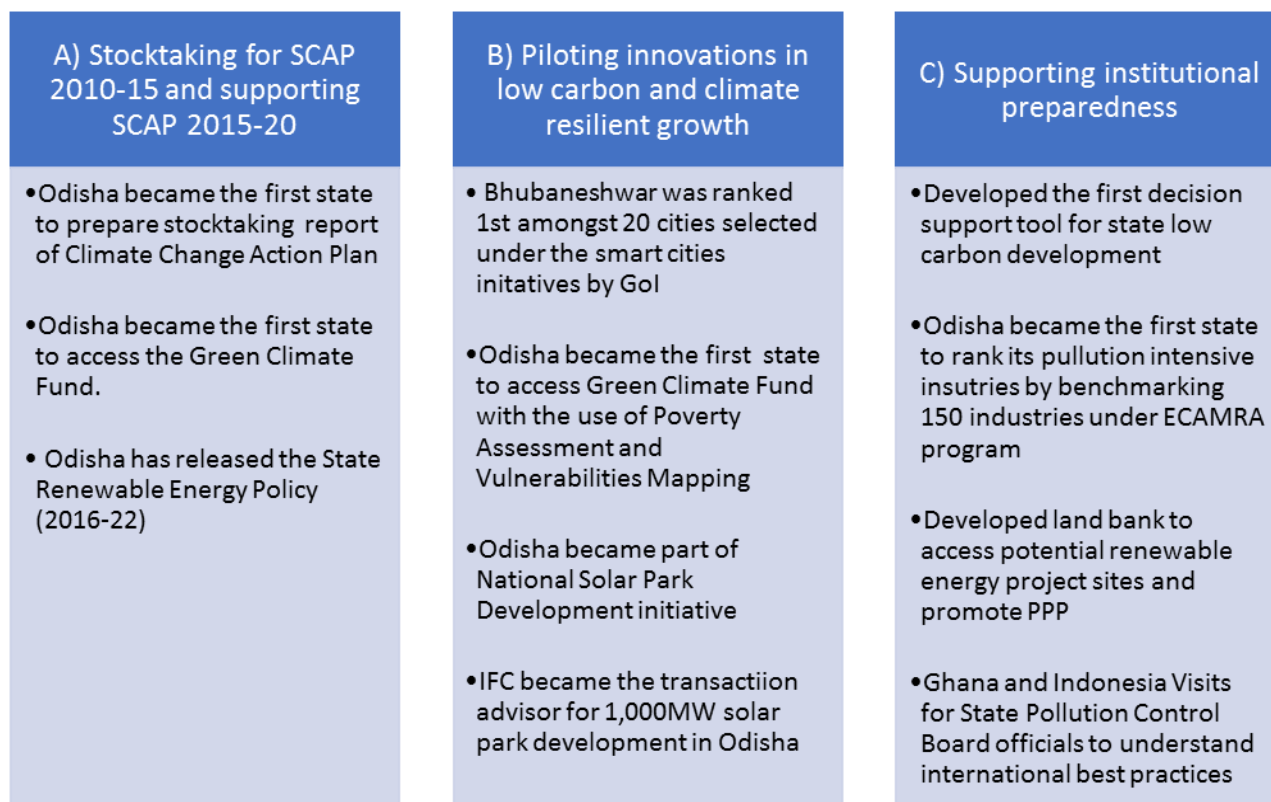 A) Stocktaking for SCAP
2010-15 and supporting
SCAP 2015-20
•Odisha became the first state
to prepare stocktaking report
of Climate Change Action Plan
•Odisha became the first state
to access the Green Climate
Fund.
• Odisha has released the State
Renewable Energy Policy
(2016-22)
B) Piloting innovations in
low carbon and climate
resilient growth
• Bhubaneshwar was ranked
1st amongst 20 cities selected
under the smart cities
initatives by GoI
•Odisha became the first state
to access Green Climate Fund
with the use of Poverty
Assessment and
Vulnerabilities Mapping
•Odisha became part of
National Solar Park
Development initiative
•IFC became the transactiion
advisor for 1,000MW solar
park development in Odisha
C) Supporting institutional
preparedness
•Developed the first decision
support tool for state low
carbon development
•Odisha became the first state
to rank its pullution intensive
insutries by benchmarking
150 industries under ECAMRA
program
•Developed land bank to
access potential renewable
energy project sites and
promote PPP
•Ghana and Indonesia Visits
for State Pollution Control
Board officials to understand
international best practices